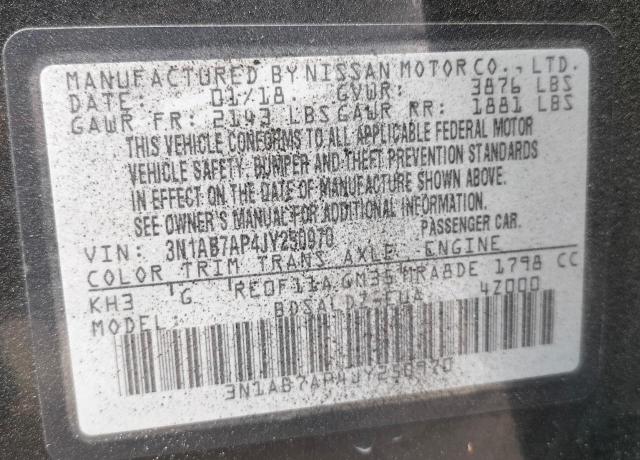 MANUFACTURED BY NISSAN MOTOR CO., LTD.
DATE: 01/18 GVWR: 3876 LBS
GAWR FR: 2143 LBS GAWR RR: 1881 LBS
THIS VEHICLE CONFORMS TO ALL APPLICABLE FEDERAL MOTOR
VEHICLE SAFETY, BUMPER AND THEFT PREVENTION STANDARDS
IN EFFECT ON THE DATE OF MANUFACTURE SHOWN ABOVE.
SEE OWNER'S MANUAL FOR ADDITIONAL INFORMATION.
VIN: 3N1AB7AP4JY250970 PASSENGER CAR.
COLOR TRIM TRANS AXLE ENGINE
KH3 G RE0F11A GM35 MRA8DE 1798 CC
MODEL: 4Z000
3N1AB7AP4JY250970